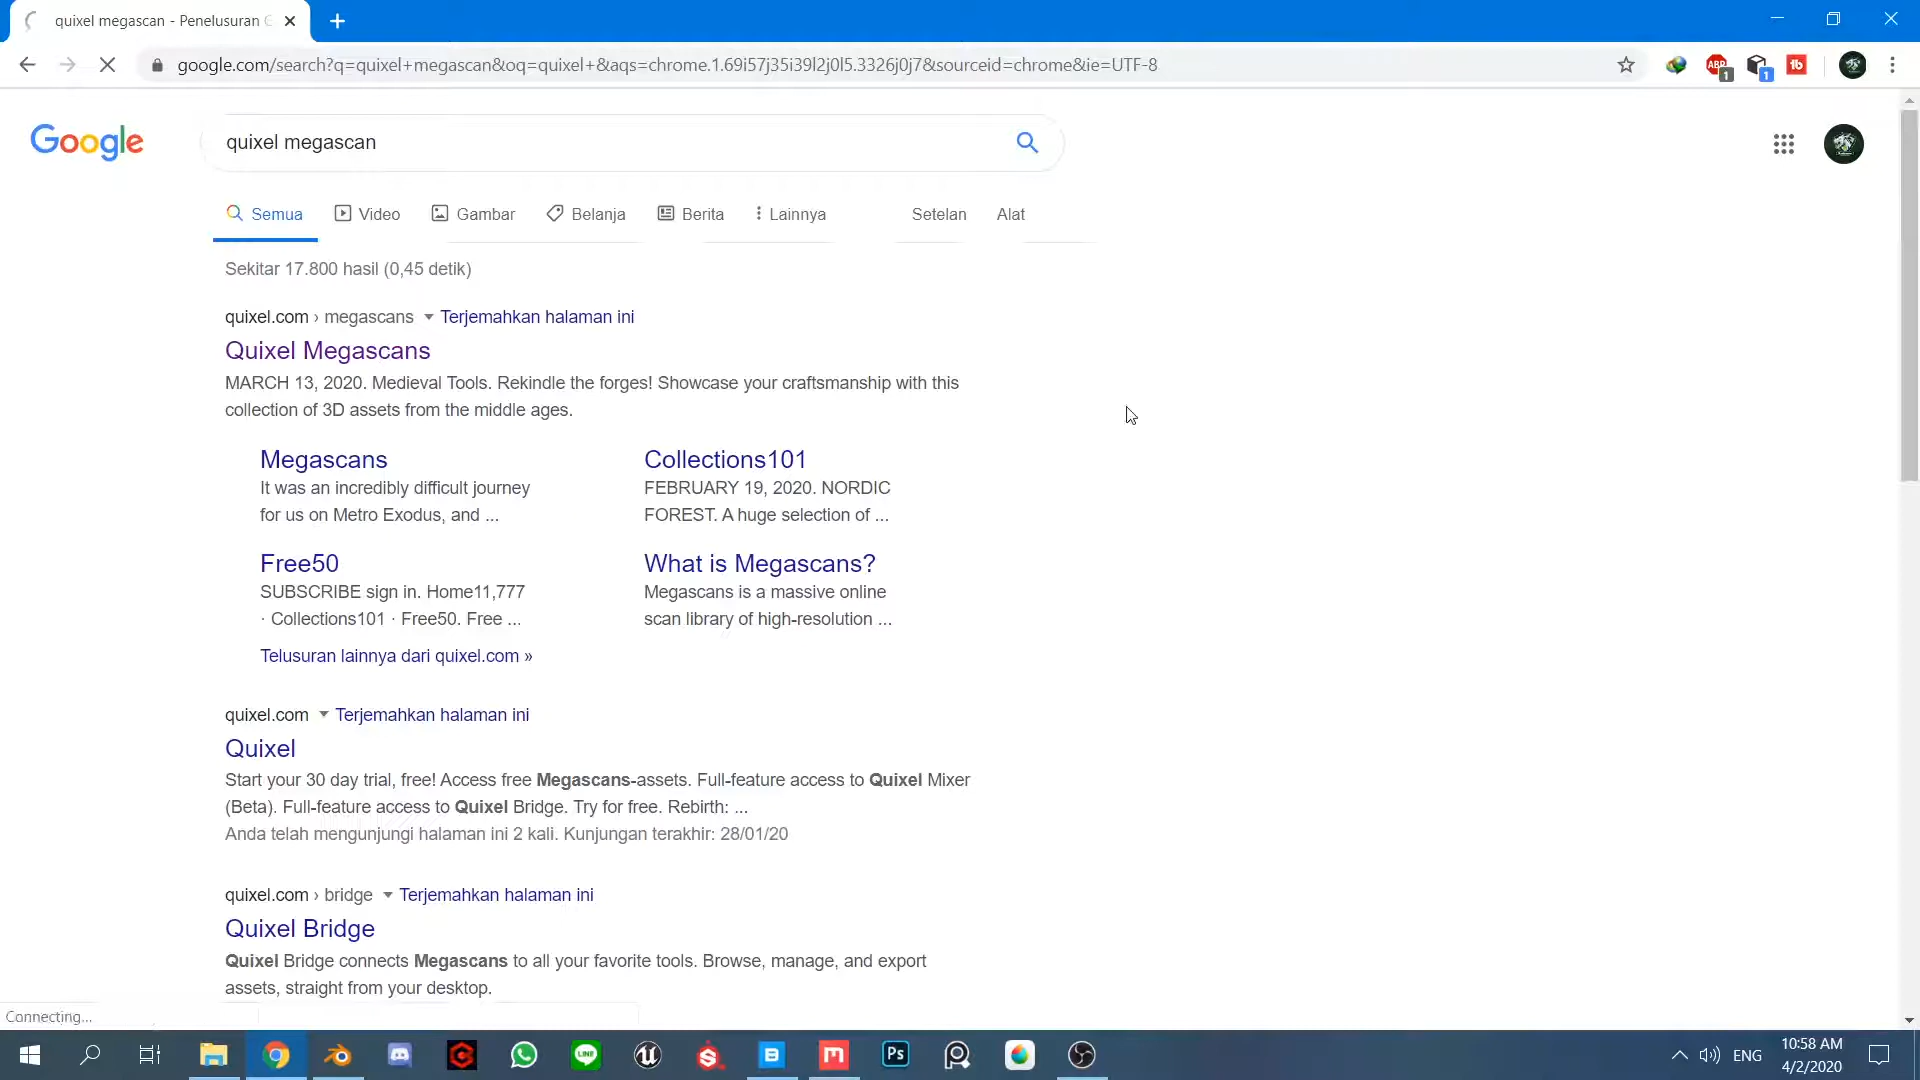 quixel megascan - Penelusuran G
google.com/search?q=quixel+megascan&oq=quixel+&aqs=chrome.1.69i57j35i39l2j0l5.3326j0j7&sourceid=chrome&ie=UTF-8
ABP
1
1
Google
quixel megascan
Semua
Video
Gambar
Belanja
Berita
Lainnya
Setelan
Alat
Sekitar 17.800 hasil (0,45 detik)
quixel.com › megascans Terjemahkan halaman ini
Quixel Megascans
MARCH 13, 2020. Medieval Tools. Rekindle the forges! Showcase your craftsmanship with this
collection of 3D assets from the middle ages.
Megascans
It was an incredibly difficult journey
for us on Metro Exodus, and ...
Collections101
FEBRUARY 19, 2020. NORDIC
FOREST. A huge selection of ...
Free50
SUBSCRIBE sign in. Home11,777
· Collections101 · Free50. Free ...
What is Megascans?
Megascans is a massive online
scan library of high-resolution ...
Telusuran lainnya dari quixel.com »
quixel.com Terjemahkan halaman ini
Quixel
Start your 30 day trial, free! Access free Megascans-assets. Full-feature access to Quixel Mixer
(Beta). Full-feature access to Quixel Bridge. Try for free. Rebirth: ...
Anda telah mengunjungi halaman ini 2 kali. Kunjungan terakhir: 28/01/20
quixel.com › bridge Terjemahkan halaman ini
Quixel Bridge
Quixel Bridge connects Megascans to all your favorite tools. Browse, manage, and export
assets, straight from your desktop.
Connecting...
LINE
B
M
Ps
ENG
10:58 AM
4/2/2020